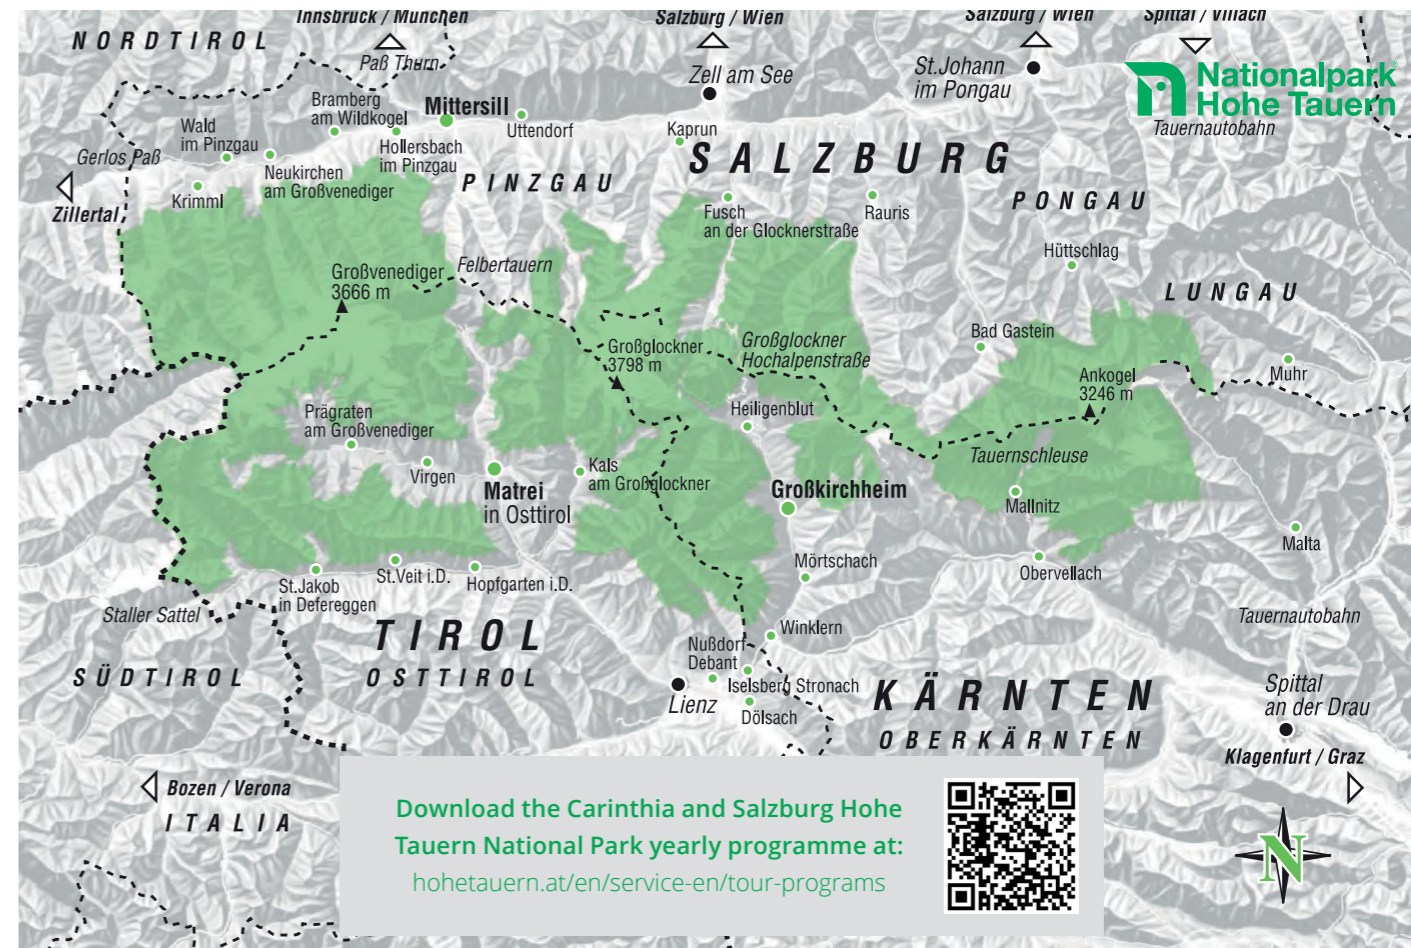 Innsbruck / München
Salzburg / Wien
Salzburg / Wien
Spittal / Villach
NORDTIROL
Paß Thurn
Zell am See
St.Johann
im Pongau
Nationalpark
Hohe Tauern
Tauernautobahn
Bramberg
am Wildkogel
Mittersill
Uttendorf
Wald
im Pinzgau
Hollersbach
im Pinzgau
Kaprun
Gerlos Paß
Neukirchen
am Großvenediger
SALZBURG
PINZGAU
Krimml
Zillertal
Fusch
an der Glocknerstraße
Rauris
PONGAU
Hüttschlag
Großvenediger
3666 m
Felbertauern
LUNGAU
Großglockner
3798 m
Großglockner
Hochalpenstraße
Bad Gastein
Ankogel
3246 m
Muhr
Prägraten
am Großvenediger
Heiligenblut
Virgen
Matrei
in Osttirol
Kals
am Großglockner
Großkirchheim
Tauernschleuse
Mallnitz
Malta
St.Jakob
in Defereggen
St.Veit i.D.
Hopfgarten i.D.
Mörtschach
Obervellach
Staller Sattel
Tauernautobahn
TIROL
OSTTIROL
SÜDTIROL
Winklern
Nußdorf
Debant
Iselsberg Stronach
Lienz
Dölsach
KÄRNTEN
OBERKÄRNTEN
Spittal
an der Drau
Klagenfurt / Graz
Bozen / Verona
ITALIA
Download the Carinthia and Salzburg Hohe
Tauern National Park yearly programme at:
hohetauern.at/en/service-en/tour-programs
N